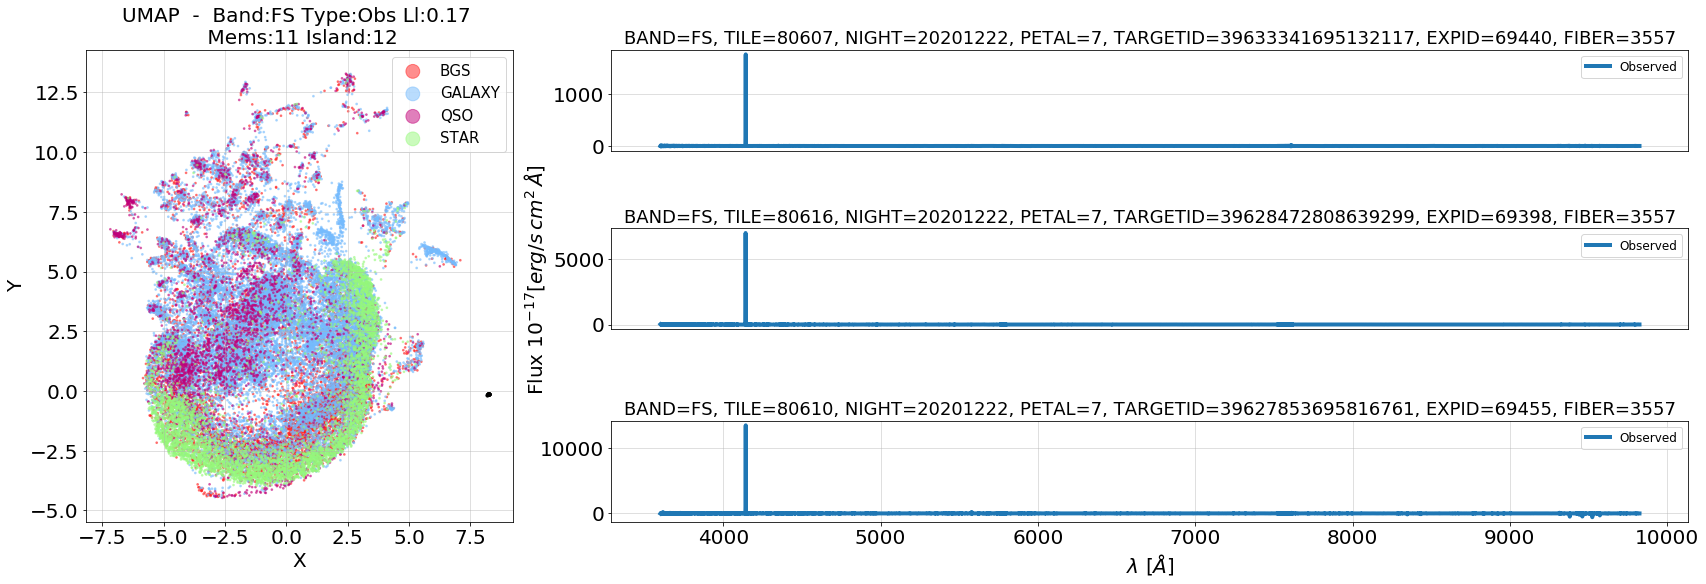 UMAP  -  Band:FS Type:Obs Ll:0.17
Mems:11 Island:12
BGS
GALAXY
QSO
STAR
12.5
10.0
7.5
5.0
2.5
0.0
−2.5
−5.0
Y
−7.5 −5.0 −2.5 0.0 2.5 5.0 7.5
X
BAND=FS, TILE=80607, NIGHT=20201222, PETAL=7, TARGETID=39633341695132117, EXPID=69440, FIBER=3557
Observed
1000
0
BAND=FS, TILE=80616, NIGHT=20201222, PETAL=7, TARGETID=39628472808639299, EXPID=69398, FIBER=3557
Observed
5000
0
Flux 10⁻¹⁷[erg/s cm² Å]
BAND=FS, TILE=80610, NIGHT=20201222, PETAL=7, TARGETID=39627853695816761, EXPID=69455, FIBER=3557
Observed
10000
0
4000 5000 6000 7000 8000 9000 10000
λ [Å]